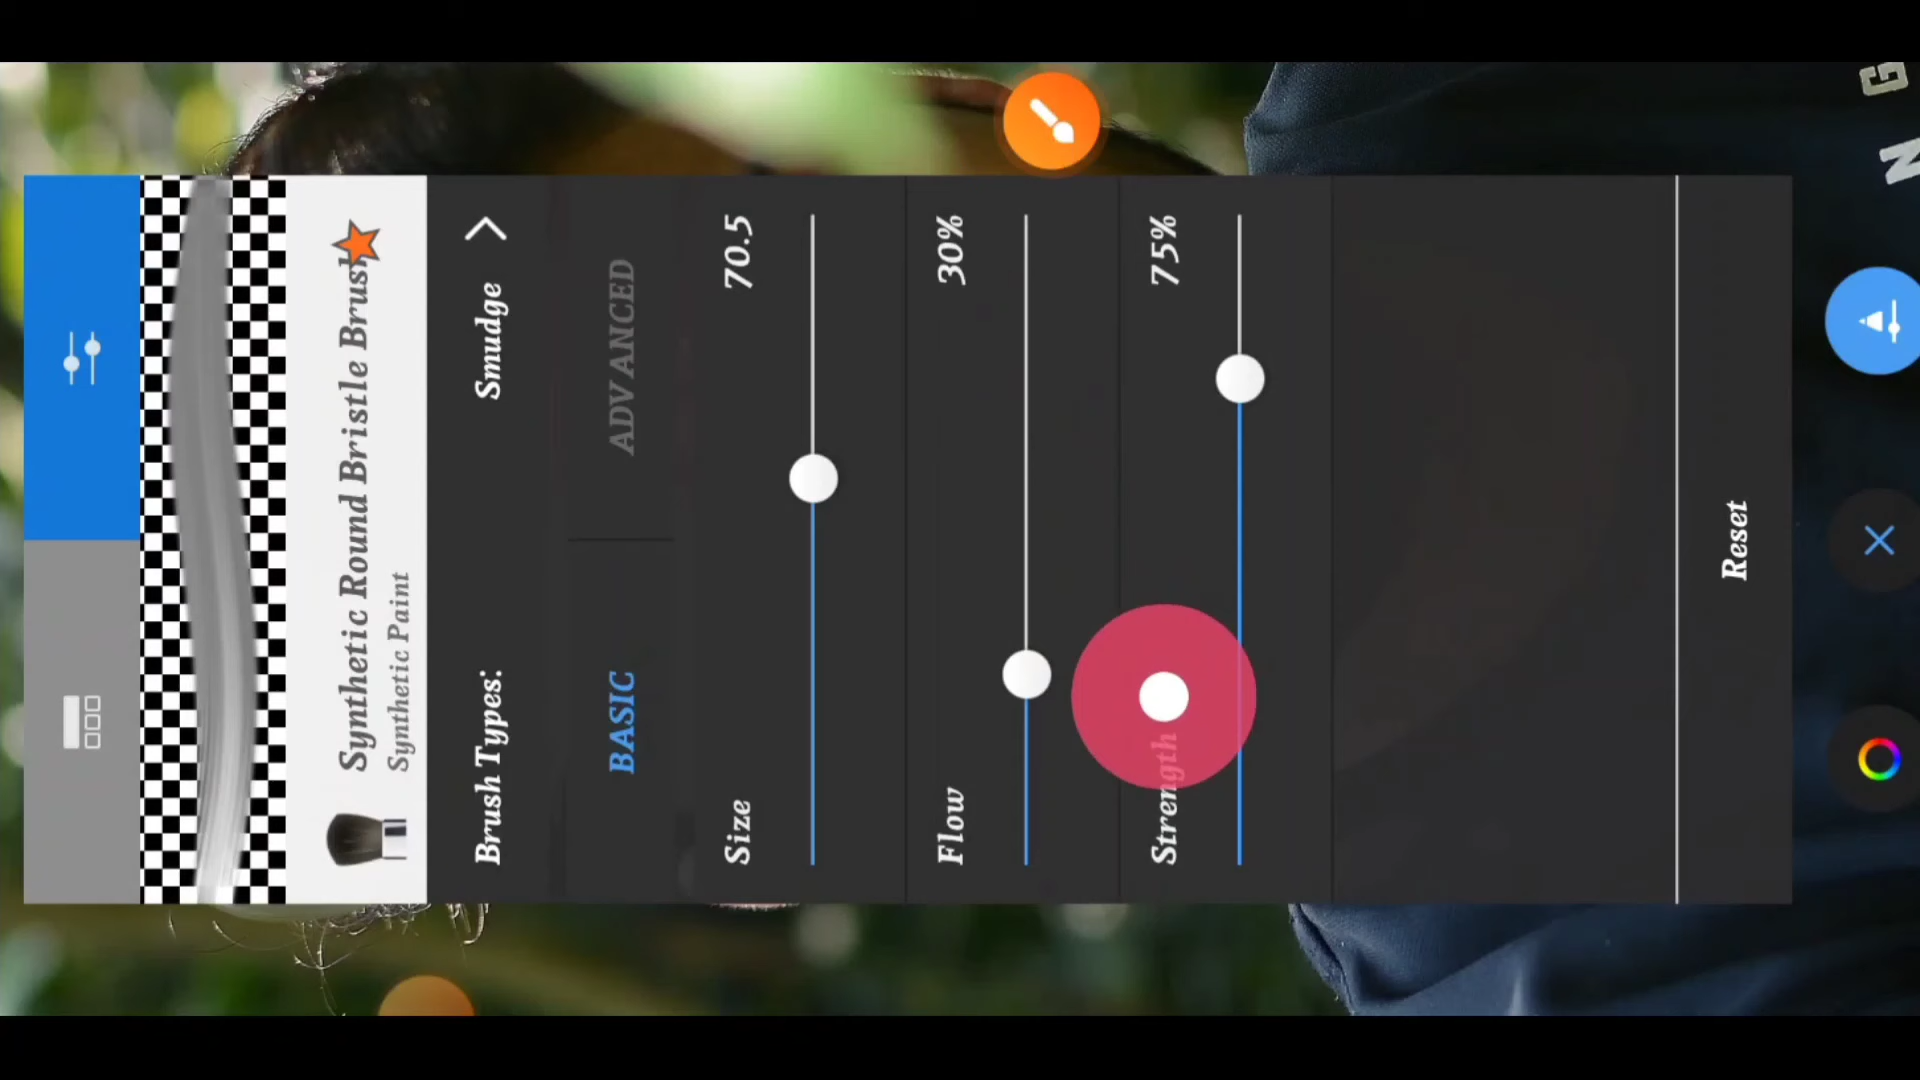 Synthetic Round Bristle Brush
Synthetic Paint
Brush Types: Smudge
BASIC ADVANCED
Size 70.5
Flow 30%
Strength 75%
Reset
G
N